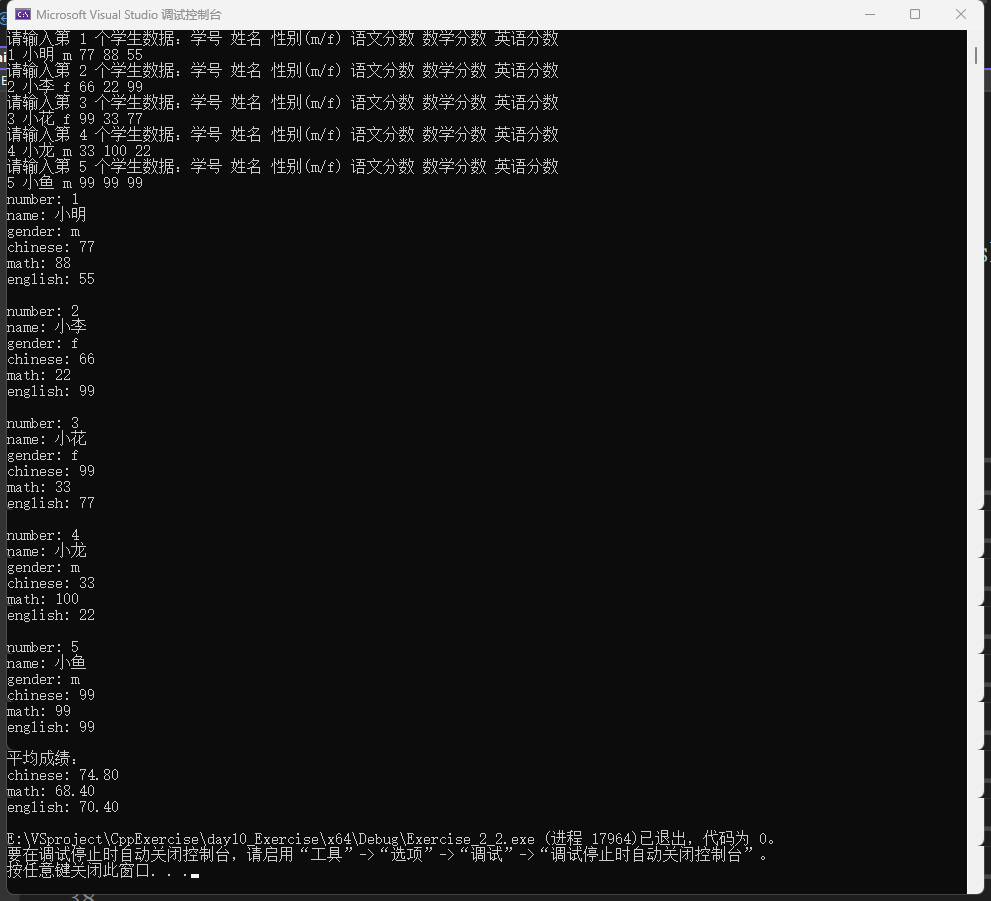 Microsoft Visual Studio 调试控制台
请输入第 1 个学生数据：学号 姓名 性别(m/f) 语文分数 数学分数 英语分数
1 小明 m 77 88 55
请输入第 2 个学生数据：学号 姓名 性别(m/f) 语文分数 数学分数 英语分数
2 小李 f 66 22 99
请输入第 3 个学生数据：学号 姓名 性别(m/f) 语文分数 数学分数 英语分数
3 小花 f 99 33 77
请输入第 4 个学生数据：学号 姓名 性别(m/f) 语文分数 数学分数 英语分数
4 小龙 m 33 100 22
请输入第 5 个学生数据：学号 姓名 性别(m/f) 语文分数 数学分数 英语分数
5 小鱼 m 99 99 99
number: 1
name: 小明
gender: m
chinese: 77
math: 88
english: 55
number: 2
name: 小李
gender: f
chinese: 66
math: 22
english: 99
number: 3
name: 小花
gender: f
chinese: 99
math: 33
english: 77
number: 4
name: 小龙
gender: m
chinese: 33
math: 100
english: 22
number: 5
name: 小鱼
gender: m
chinese: 99
math: 99
english: 99
平均成绩：
chinese: 74.80
math: 68.40
english: 70.40
E:\VSproject\CppExercise\day10_Exercise\x64\Debug\Exercise_2_2.exe (进程 17964)已退出，代码为 0。
要在调试停止时自动关闭控制台，请启用“工具”->“选项”->“调试”->“调试停止时自动关闭控制台”。
按任意键关闭此窗口. . .